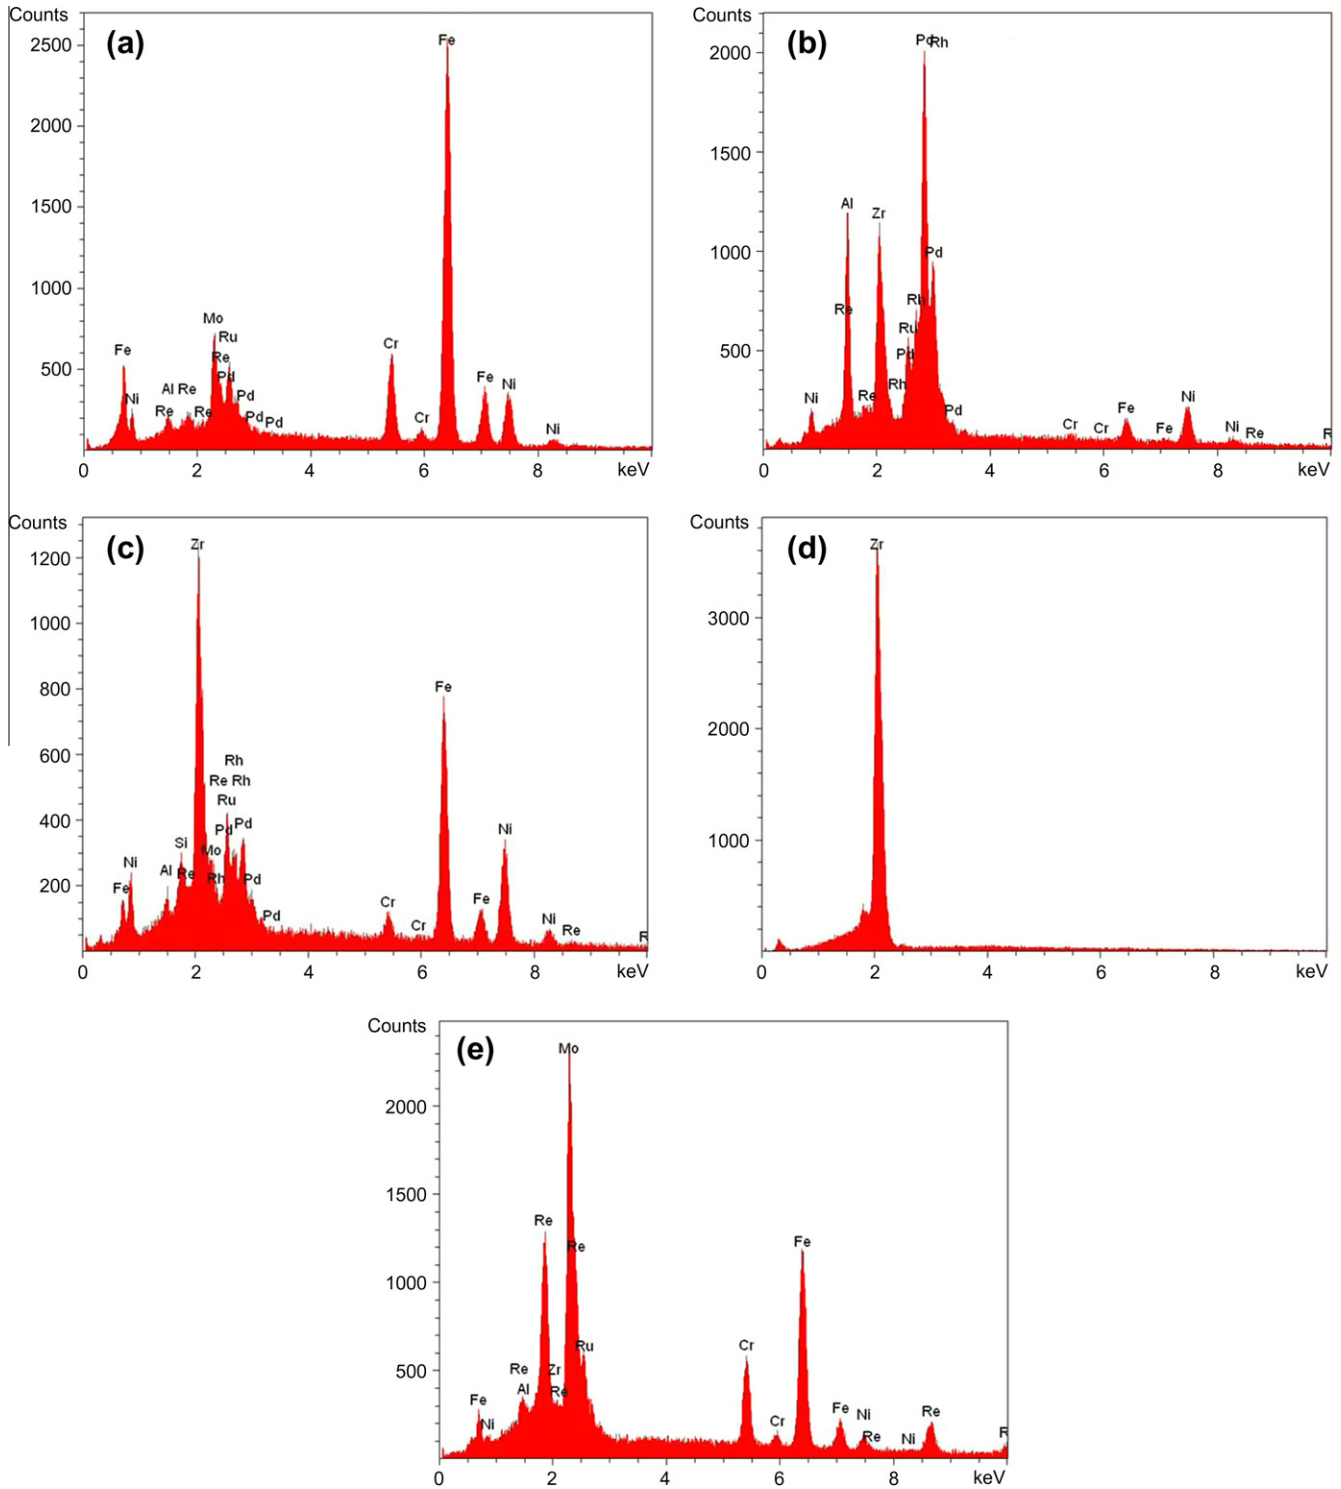 Counts
(a)
2500
2000
1500
1000
500
Fe
Mo
Ru
Fe
Re
Cr
Pd
Al Re
Fe
Ni
Pd
Ni
Re
Re
Pd
Pd
Cr
Ni
0 2 4 6 8 keV
Counts
(b)
2000
1500
1000
500
Pd
Rh
Al
Zr
Pd
Re
Rh
Ru
Pd
Rh
Ni
Re
Pd
Fe
Ni
Cr
Cr
Fe
Ni
Re
R
0 2 4 6 8 keV
Counts
(c)
1200
1000
800
600
400
200
Zr
Fe
Rh
Re Rh
Ru
Pd
Pd
Ni
Si
Mo
Ni
Al
Re
Rh
Pd
Fe
Pd
Cr
Cr
Fe
Ni
Re
R
0 2 4 6 8 keV
Counts
(d)
3000
2000
1000
Zr
0 2 4 6 8 keV
Counts
(e)
2000
1500
1000
500
Mo
Re
Re
Fe
Ru
Cr
Re
Zr
Al
Re
Fe
Ni
Cr
Fe
Ni
Re
Ni
Re
R
0 2 4 6 8 keV